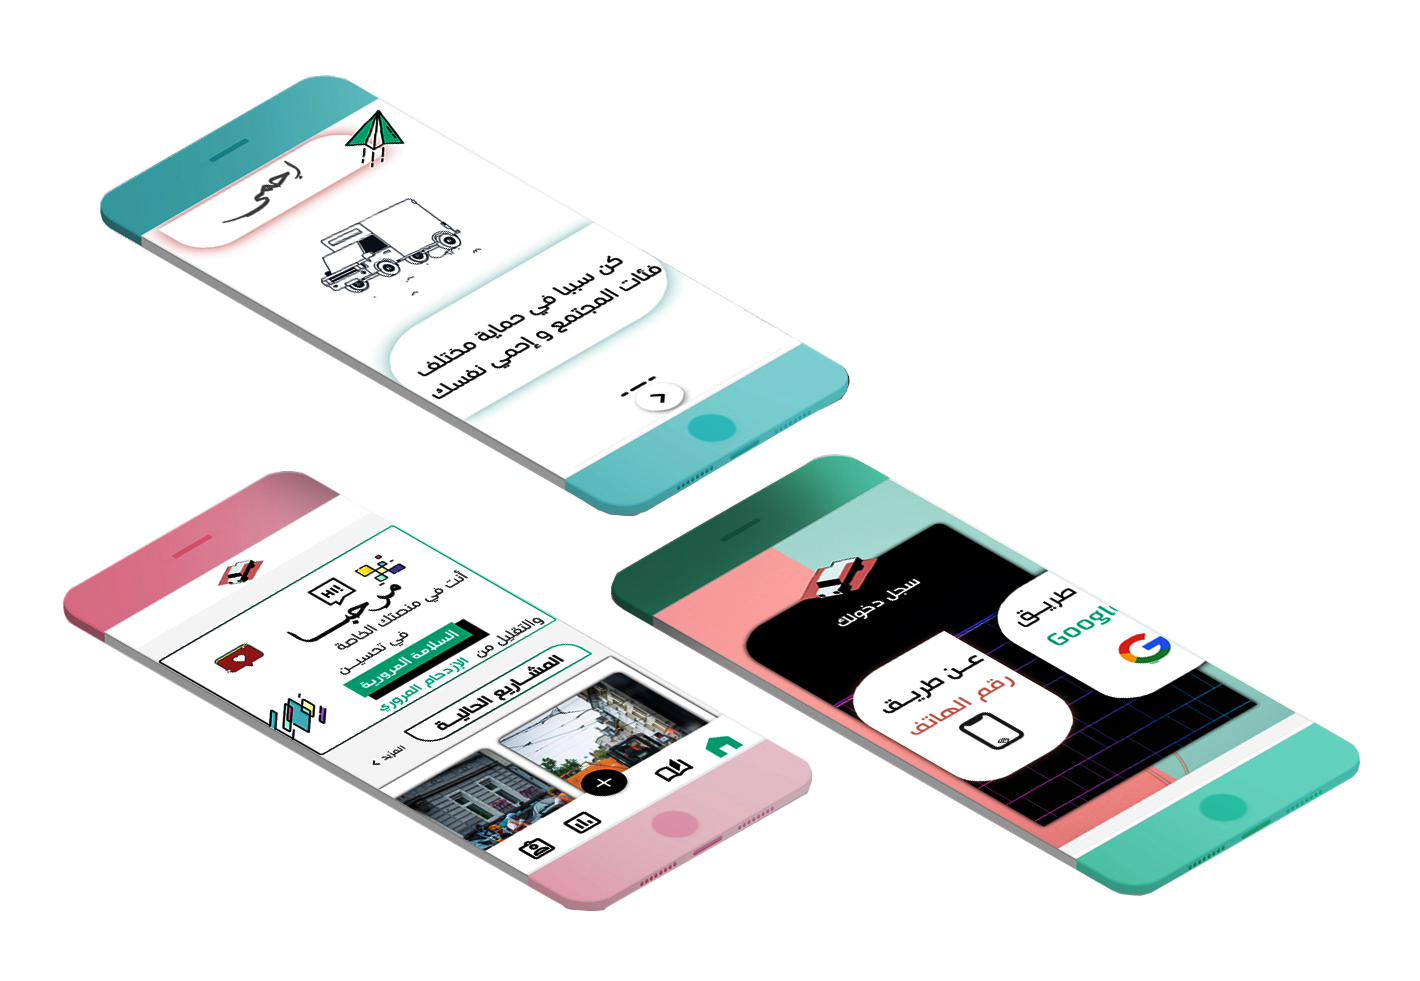 إحمي
كن سببا في حماية مختلف
فئات المجتمع و إحمي نفسك
HI!
مرحبا
أنت في منصتك الخاصة
في تحسين
السلامة المرورية
والتقليل من الإزدحام المروري
المشاريع الحالية
المزيد >
سجل دخولك
طريق
Google
عن طريق
رقم الهاتف